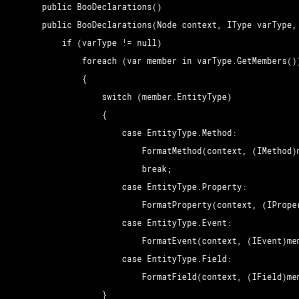 public BooDeclarations()
public BooDeclarations(Node context, IType varType,
if (varType != null)
foreach (var member in varType.GetMembers())
{
switch (member.EntityType)
{
case EntityType.Method:
FormatMethod(context, (IMethod)m
break;
case EntityType.Property:
FormatProperty(context, (IProper
case EntityType.Event:
FormatEvent(context, (IEvent)mem
case EntityType.Field:
FormatField(context, (IField)mem
}